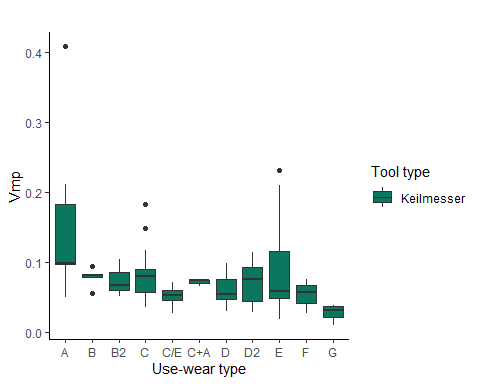 0.4
0.3
0.2
0.1
0.0
Vmp
A B B2 C C/E C+A D D2 E F G
Use-wear type
Tool type
Keilmesser